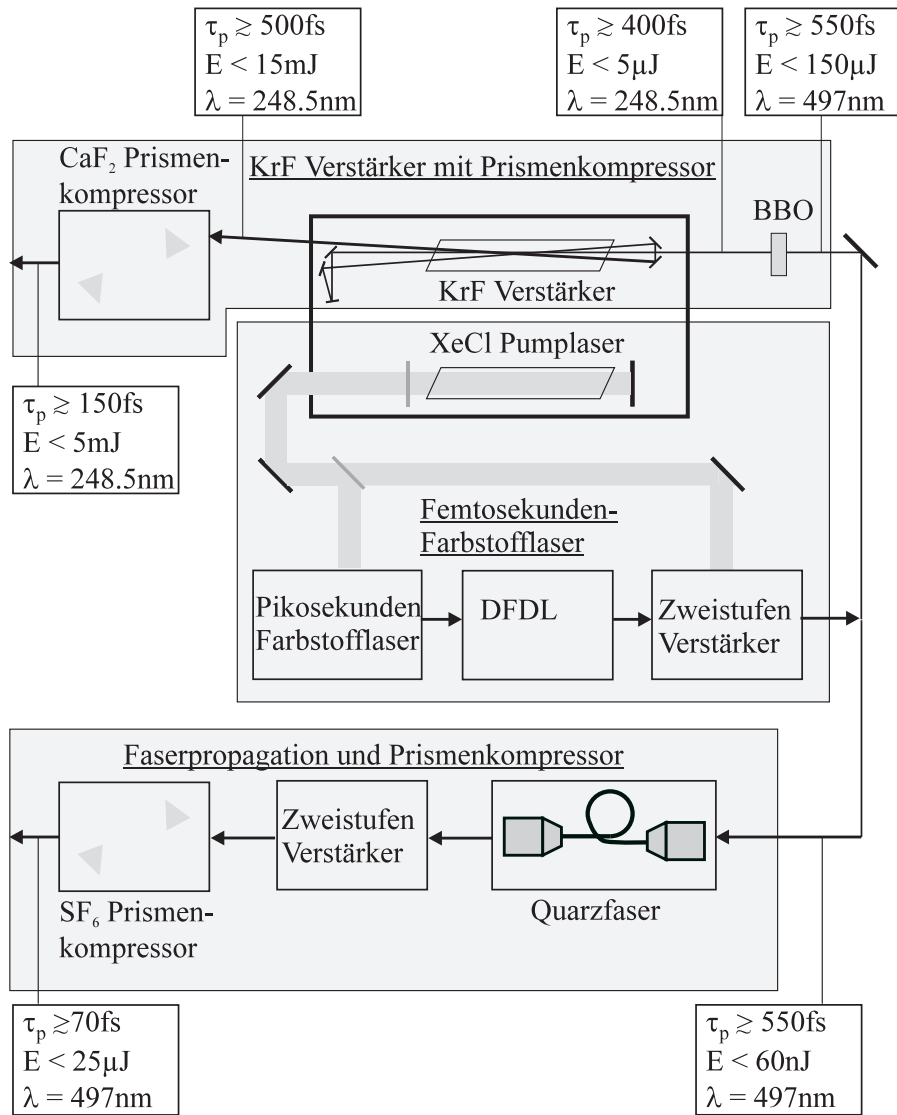 τp ≳ 500fs
E < 15mJ
λ = 248.5nm
τp ≳ 400fs
E < 5µJ
λ = 248.5nm
τp ≳ 550fs
E < 150µJ
λ = 497nm
CaF₂ Prismen-
kompressor
KrF Verstärker mit Prismenkompressor
BBO
KrF Verstärker
XeCl Pumplaser
τp ≳ 150fs
E < 5mJ
λ = 248.5nm
Femtosekunden-
Farbstofflaser
Pikosekunden
Farbstofflaser
DFDL
Zweistufen
Verstärker
Faserpropagation und Prismenkompressor
Zweistufen
Verstärker
Quarzfaser
SF₆ Prismen-
kompressor
τp ≳70fs
E < 25µJ
λ = 497nm
τp ≳ 550fs
E < 60nJ
λ = 497nm